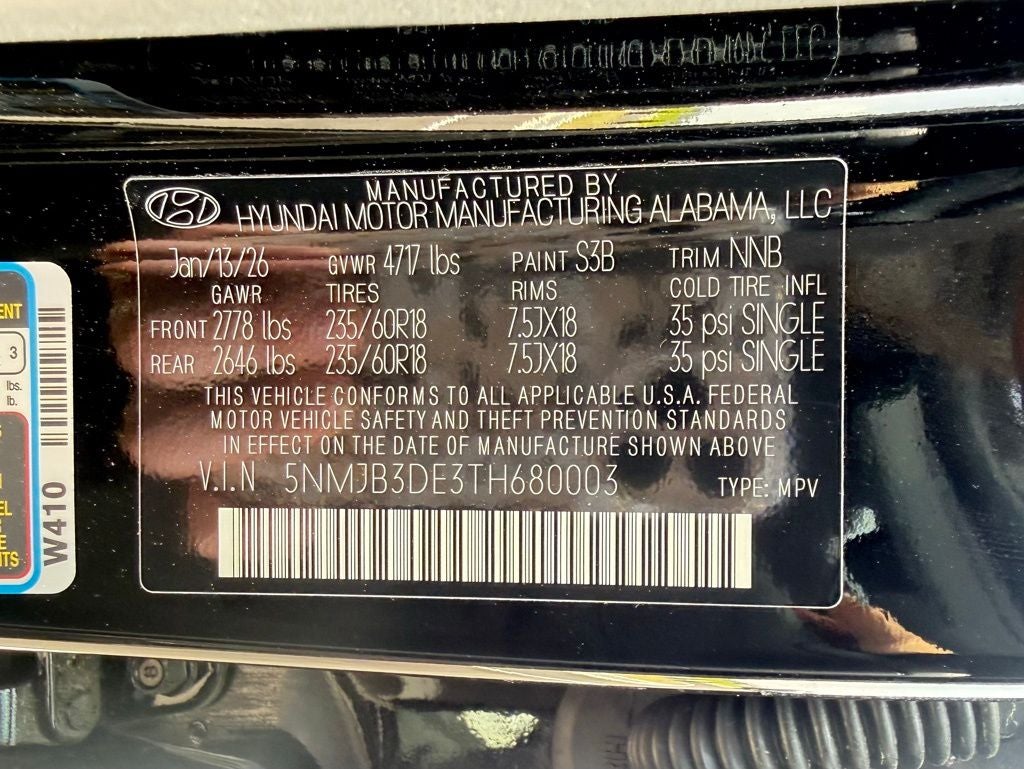 MANUFACTURED BY
HYUNDAI MOTOR MANUFACTURING ALABAMA, LLC
Jan/13/26 GVWR 4717 lbs PAINT S3B TRIM NNB
GAWR TIRES RIMS COLD TIRE INFL
FRONT 2778 lbs 235/60R18 7.5JX18 35 psi SINGLE
REAR 2646 lbs 235/60R18 7.5JX18 35 psi SINGLE
THIS VEHICLE CONFORMS TO ALL APPLICABLE U.S.A. FEDERAL
MOTOR VEHICLE SAFETY AND THEFT PREVENTION STANDARDS
IN EFFECT ON THE DATE OF MANUFACTURE SHOWN ABOVE
V.I.N 5NMJB3DE3TH680003 TYPE: MPV
3
lbs.
lb.
W410